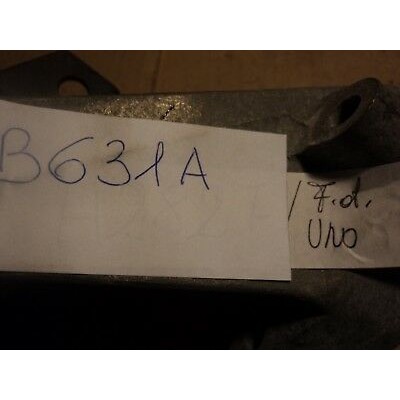 B631A
/ F.d.
UNO